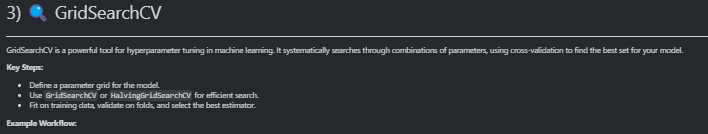 3) 🔍 GridSearchCV
GridSearchCV is a powerful tool for hyperparameter tuning in machine learning. It systematically searches through combinations of parameters, using cross-validation to find the best set for your model.
Key Steps:
• Define a parameter grid for the model.
• Use GridSearchCV or HalvingGridSearchCV for efficient search.
• Fit on training data, validate on folds, and select the best estimator.
Example Workflow: